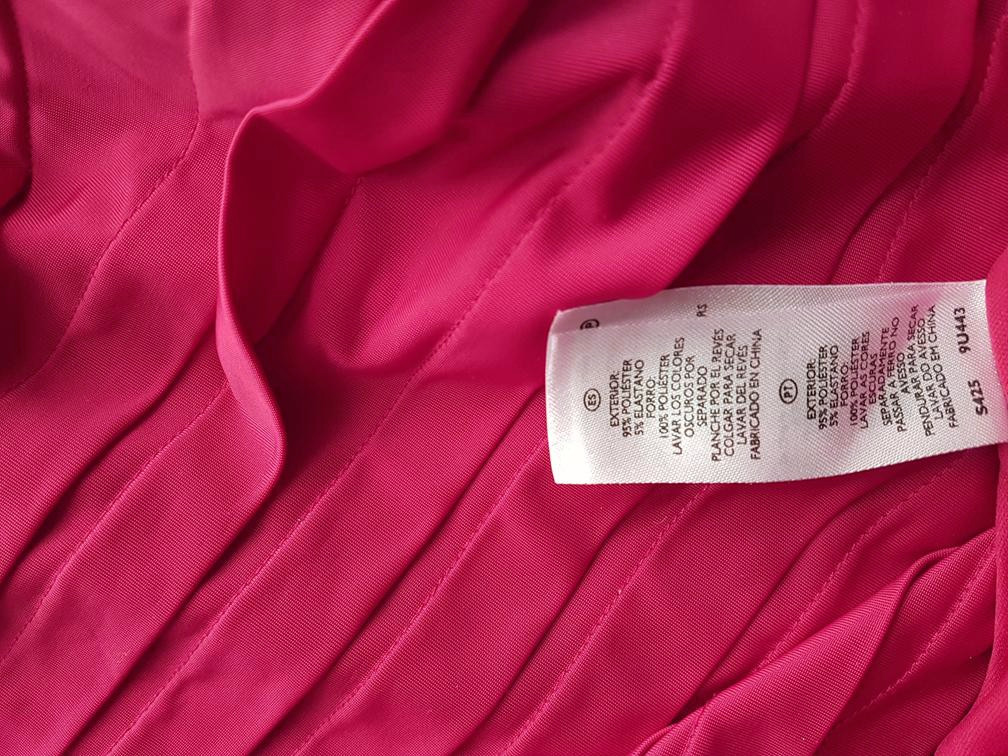 ES
EXTERIOR:
95% POLIÉSTER
5% ELASTANO
FORRO:
100% POLIÉSTER
LAVAR LOS COLORES
OSCUROS POR
SEPARADO
PLANCHE POR EL REVÉS
COLGAR PARA SECAR
LAVAR DEL REVÉS
FABRICADO EN CHINA
PT
EXTERIOR:
95% POLIÉSTER
5% ELASTANO
FORRO:
100% POLIÉSTER
LAVAR AS CORES
ESCURAS
SEPARADAMENTE
PASSAR A FERRO NO
AVESSO
PENDURAR PARA SECAR
LAVAR DO AVESSO
FABRICADO EM CHINA
S425 9U443